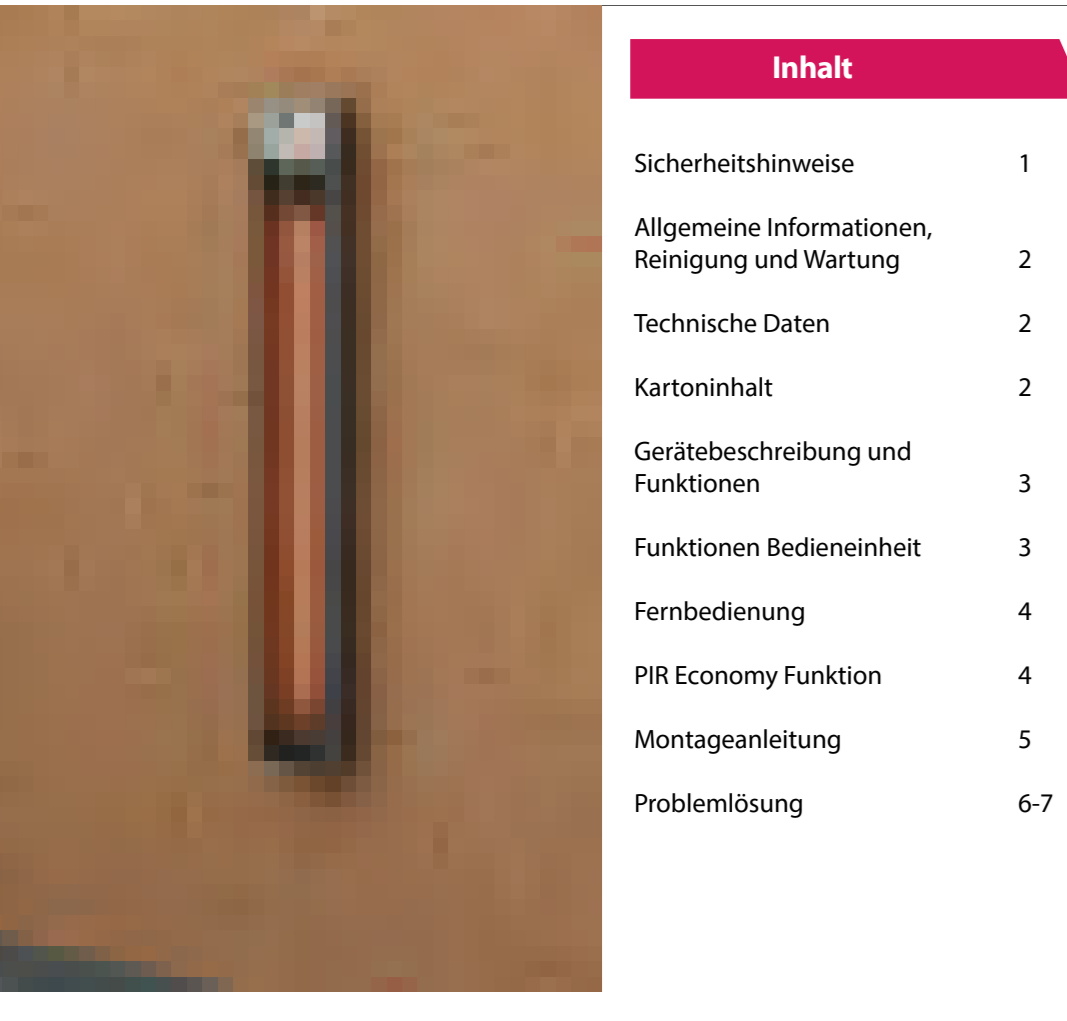 Inhalt
Sicherheitshinweise 1
Allgemeine Informationen,
Reinigung und Wartung 2
Technische Daten 2
Kartoninhalt 2
Gerätebeschreibung und
Funktionen 3
Funktionen Bedieneinheit 3
Fernbedienung 4
PIR Economy Funktion 4
Montageanleitung 5
Problemlösung 6-7